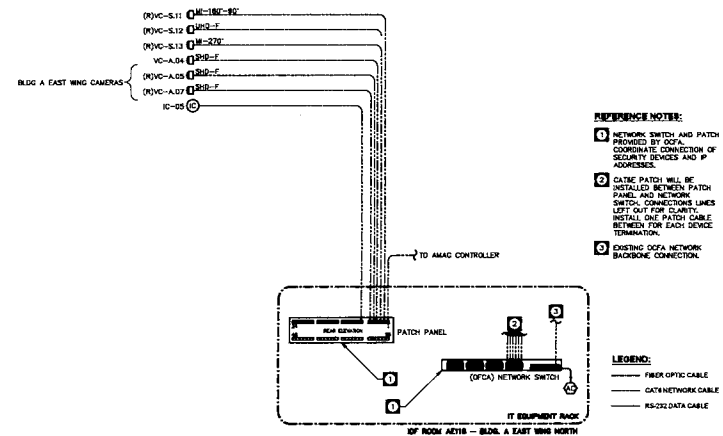 (R)VC-S.11 MI-180°-90°
(R)VC-S.12 UHD-F
(R)VC-S.13 MI-270°
VC-A.04 SHD-F
BLDG A EAST WING CAMERAS
(R)VC-A.05 SHD-F
(R)VC-A.07 SHD-F
IC-05 IC
REFERENCE NOTES:
1 NETWORK SWITCH AND PATCH
PROVIDED BY OCFA.
COORDINATE CONNECTION OF
SECURITY DEVICES AND IP
ADDRESSES.
2 CAT6E PATCH WILL BE
INSTALLED BETWEEN PATCH
PANEL AND NETWORK
SWITCH. CONNECTIONS LINES
LEFT OUT FOR CLARITY.
INSTALL ONE PATCH CABLE
BETWEEN FOR EACH DEVICE
TERMINATION.
3 EXISTING OCFA NETWORK
BACKBONE CONNECTION.
TO AMAG CONTROLLER
REAR ELEVATION
PATCH PANEL
1
2
3
(OFCA) NETWORK SWITCH
AC
1
IT EQUIPMENT RACK
IDF ROOM AE116 - BLDG. A EAST WING NORTH
LEGEND:
FIBER OPTIC CABLE
CAT6 NETWORK CABLE
RS-232 DATA CABLE